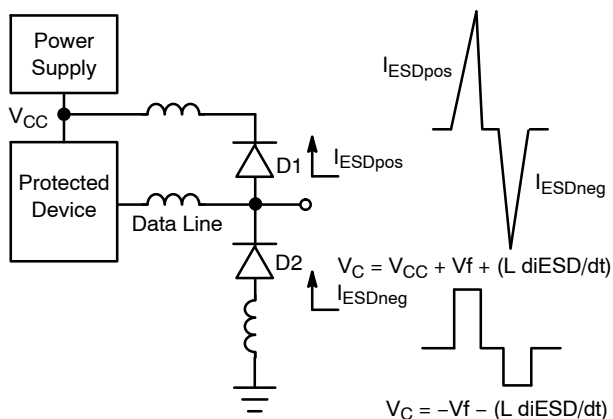 Power
Supply
V_CC
Protected
Device
Data Line
D1
I_ESDpos
D2
I_ESDneg
I_ESDpos
I_ESDneg
V_C = V_CC + Vf + (L diESD/dt)
V_C = −Vf − (L diESD/dt)